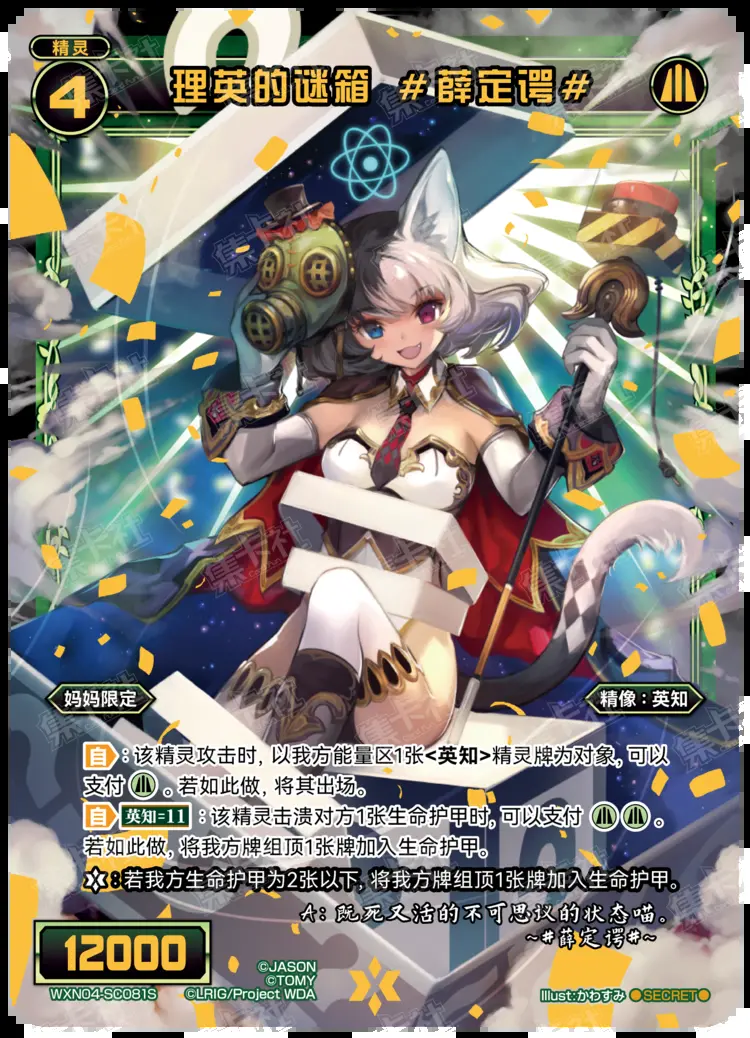 精灵
4
理英的谜箱 #薛定谔#
妈妈限定
精像：英知
自：该精灵攻击时，以我方能量区1张<英知>精灵牌为对象，可以
支付 。若如此做，将其出场。
自 英知=11 ：该精灵击溃对方1张生命护甲时，可以支付 。
若如此做，将我方牌组顶1张牌加入生命护甲。
：若我方生命护甲为2张以下，将我方牌组顶1张牌加入生命护甲。
A：既死又活的不可思议的状态喵。
~#薛定谔#~
12000
©JASON
©TOMY
WXN04-SC081S ©LRIG/Project WDA
Illust:かわすみ SECRET
集卡社